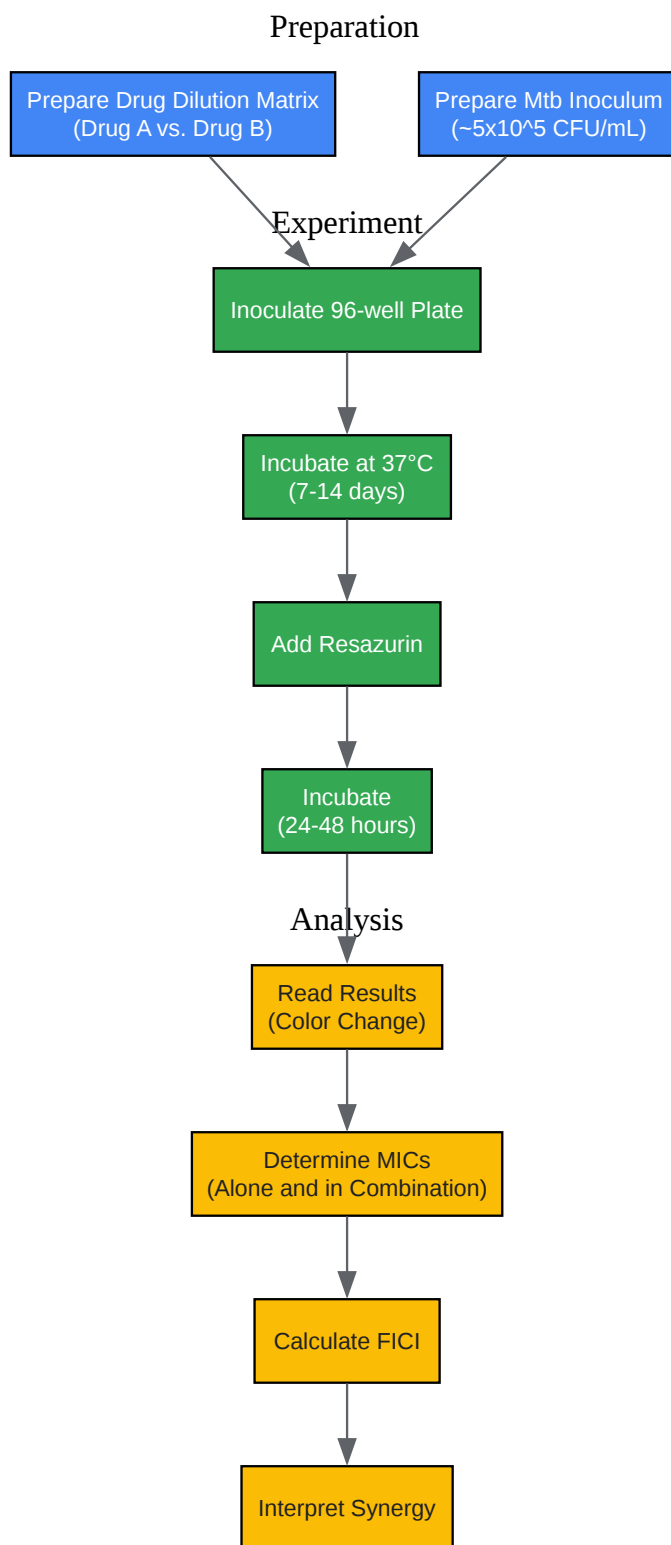 Preparation
Prepare Drug Dilution Matrix
(Drug A vs. Drug B)
Prepare Mtb Inoculum
(~5x10^5 CFU/mL)
Experiment
Inoculate 96-well Plate
Incubate at 37°C
(7-14 days)
Add Resazurin
Incubate
(24-48 hours)
Analysis
Read Results
(Color Change)
Determine MICs
(Alone and in Combination)
Calculate FICI
Interpret Synergy